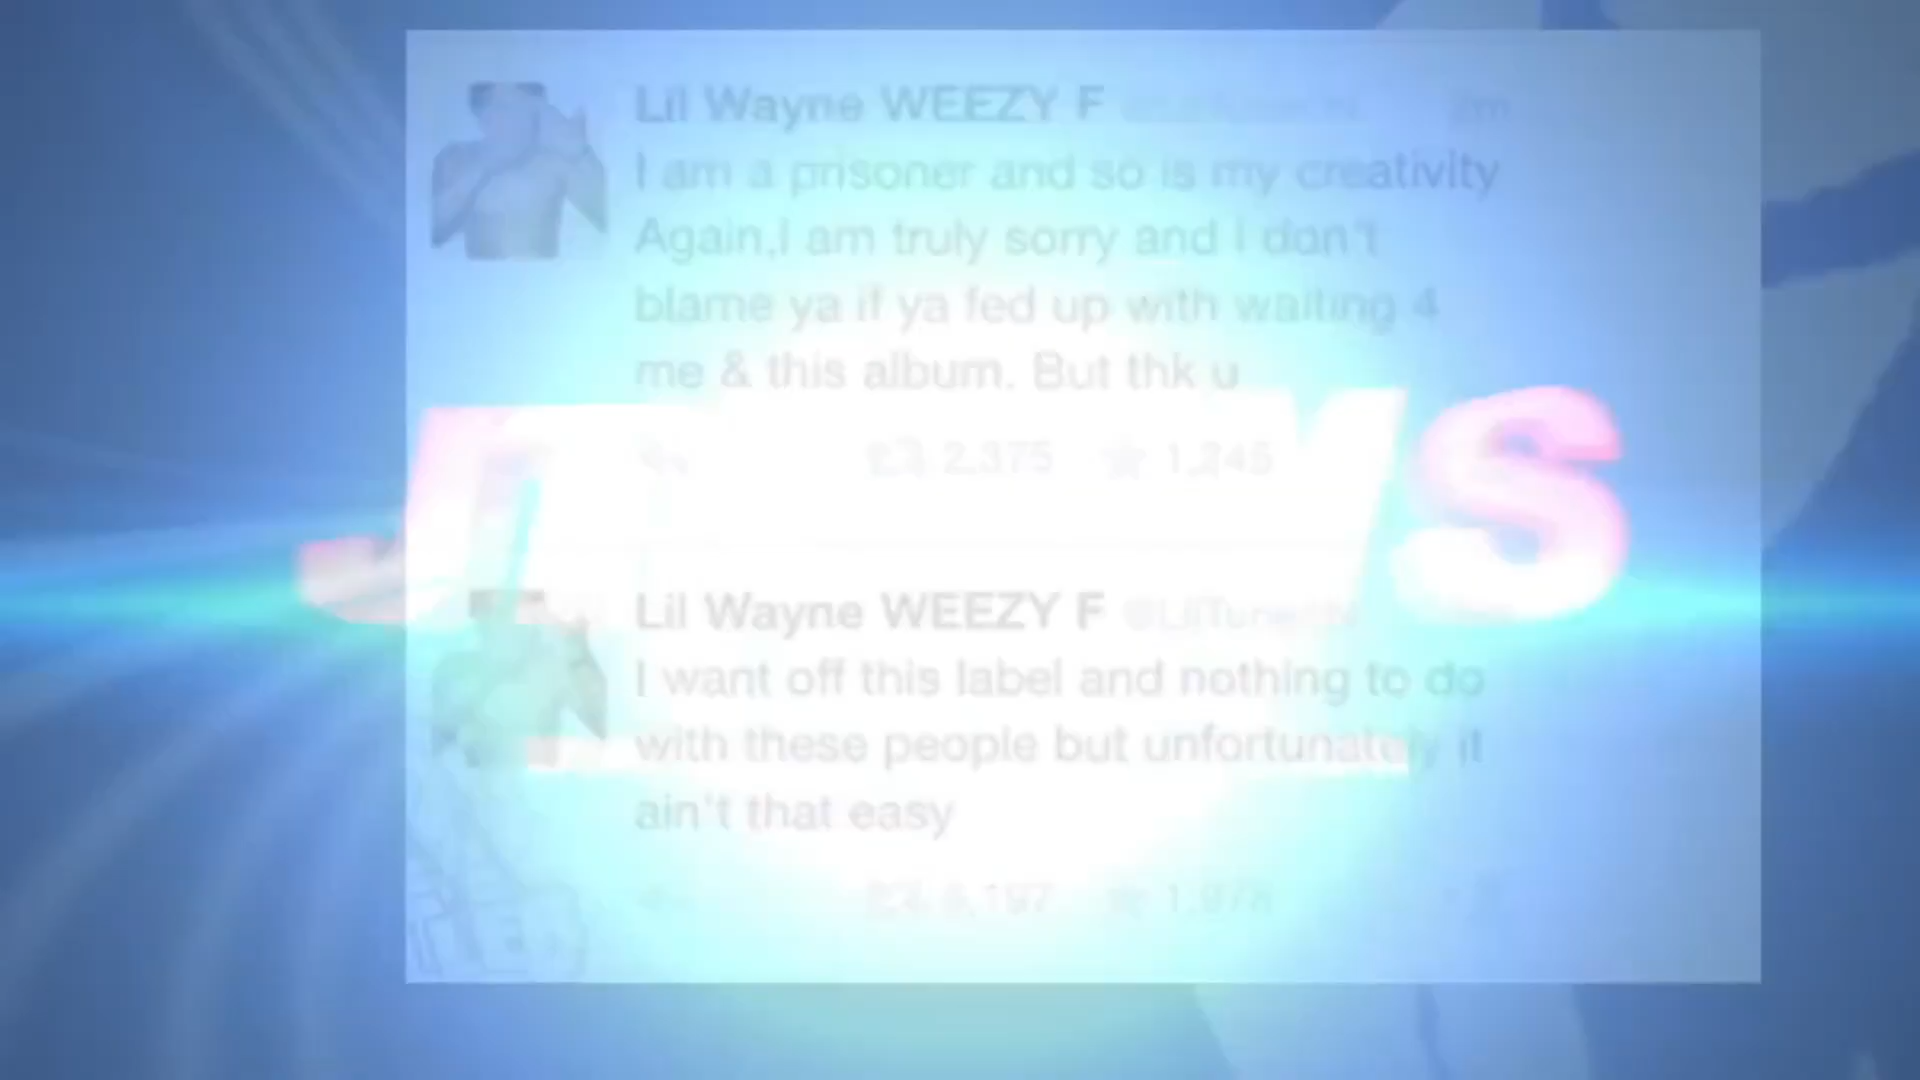 Lil Wayne WEEZY F
I am a prisoner and so is my creativity
Again,I am truly sorry and I don't
blame ya if ya fed up with waiting 4
me & this album. But thk u
2,375 1,245
Lil Wayne WEEZY F
I want off this label and nothing to do
with these people but unfortunately it
ain't that easy